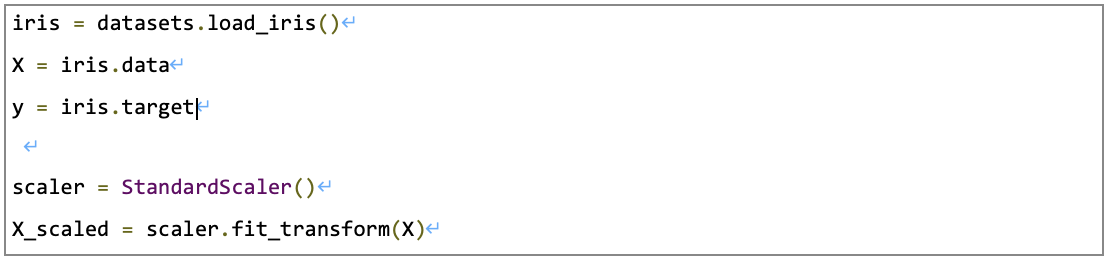 iris = datasets.load_iris()↵
X = iris.data↵
y = iris.target↵
↵
scaler = StandardScaler()↵
X_scaled = scaler.fit_transform(X)↵